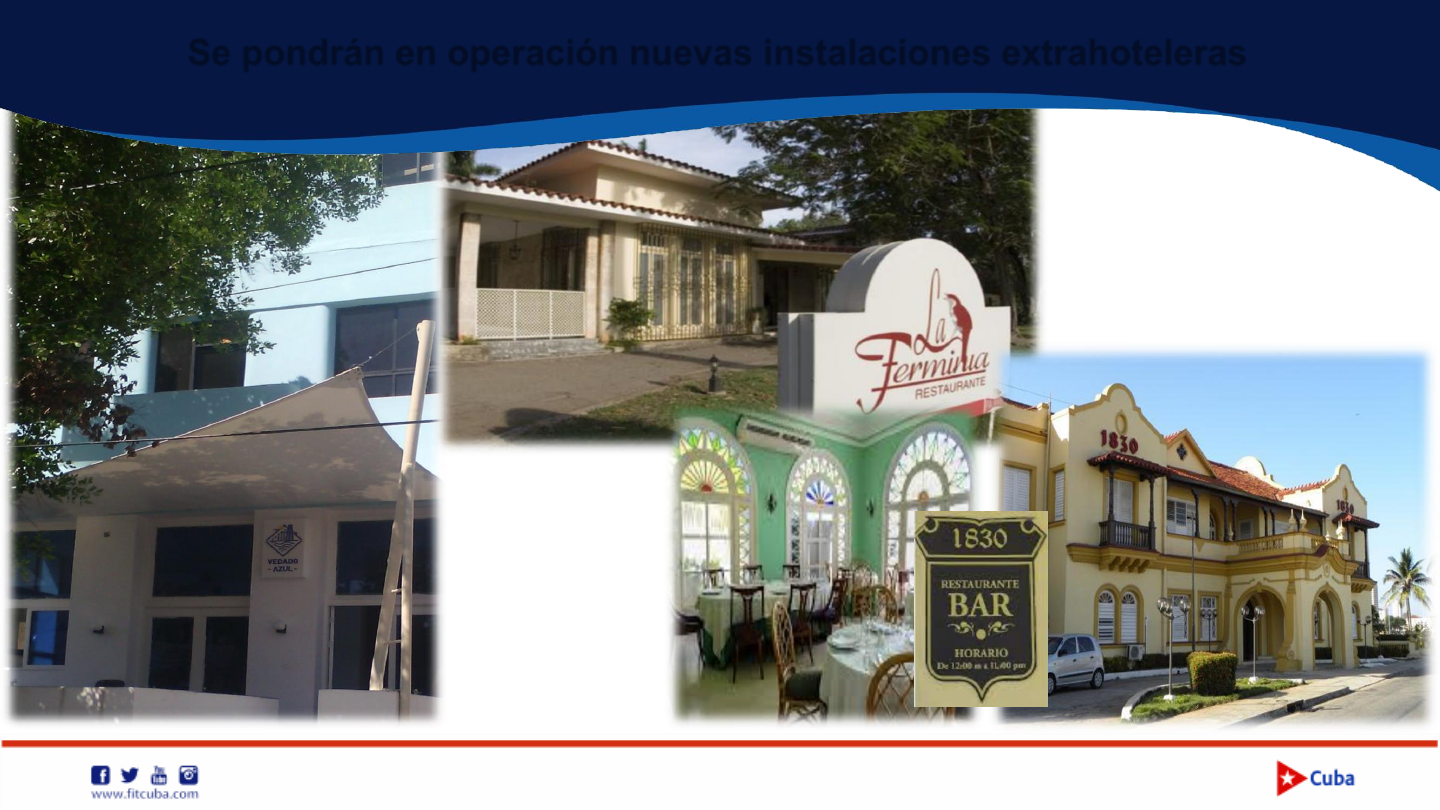 Se pondrán en operación nuevas instalaciones extrahoteleras
VEDADO
- AZUL -
La
Ferminia
RESTAURANTE
1830
1830
1830
RESTAURANTE
BAR
HORARIO
De 12:00 m a 11:00 pm
www.fitcuba.com
Cuba